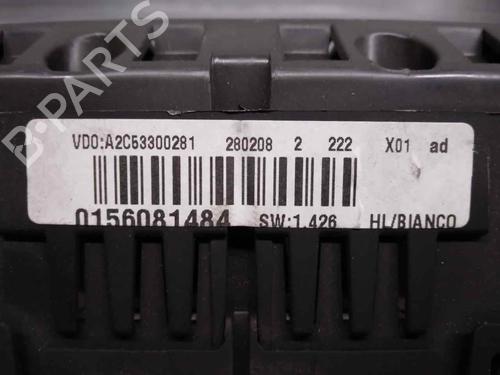 B-PARTS
VDO:A2C53300281 280208 2 222 X01 ad
0156081484 SW:1.426 HL/BIANCO